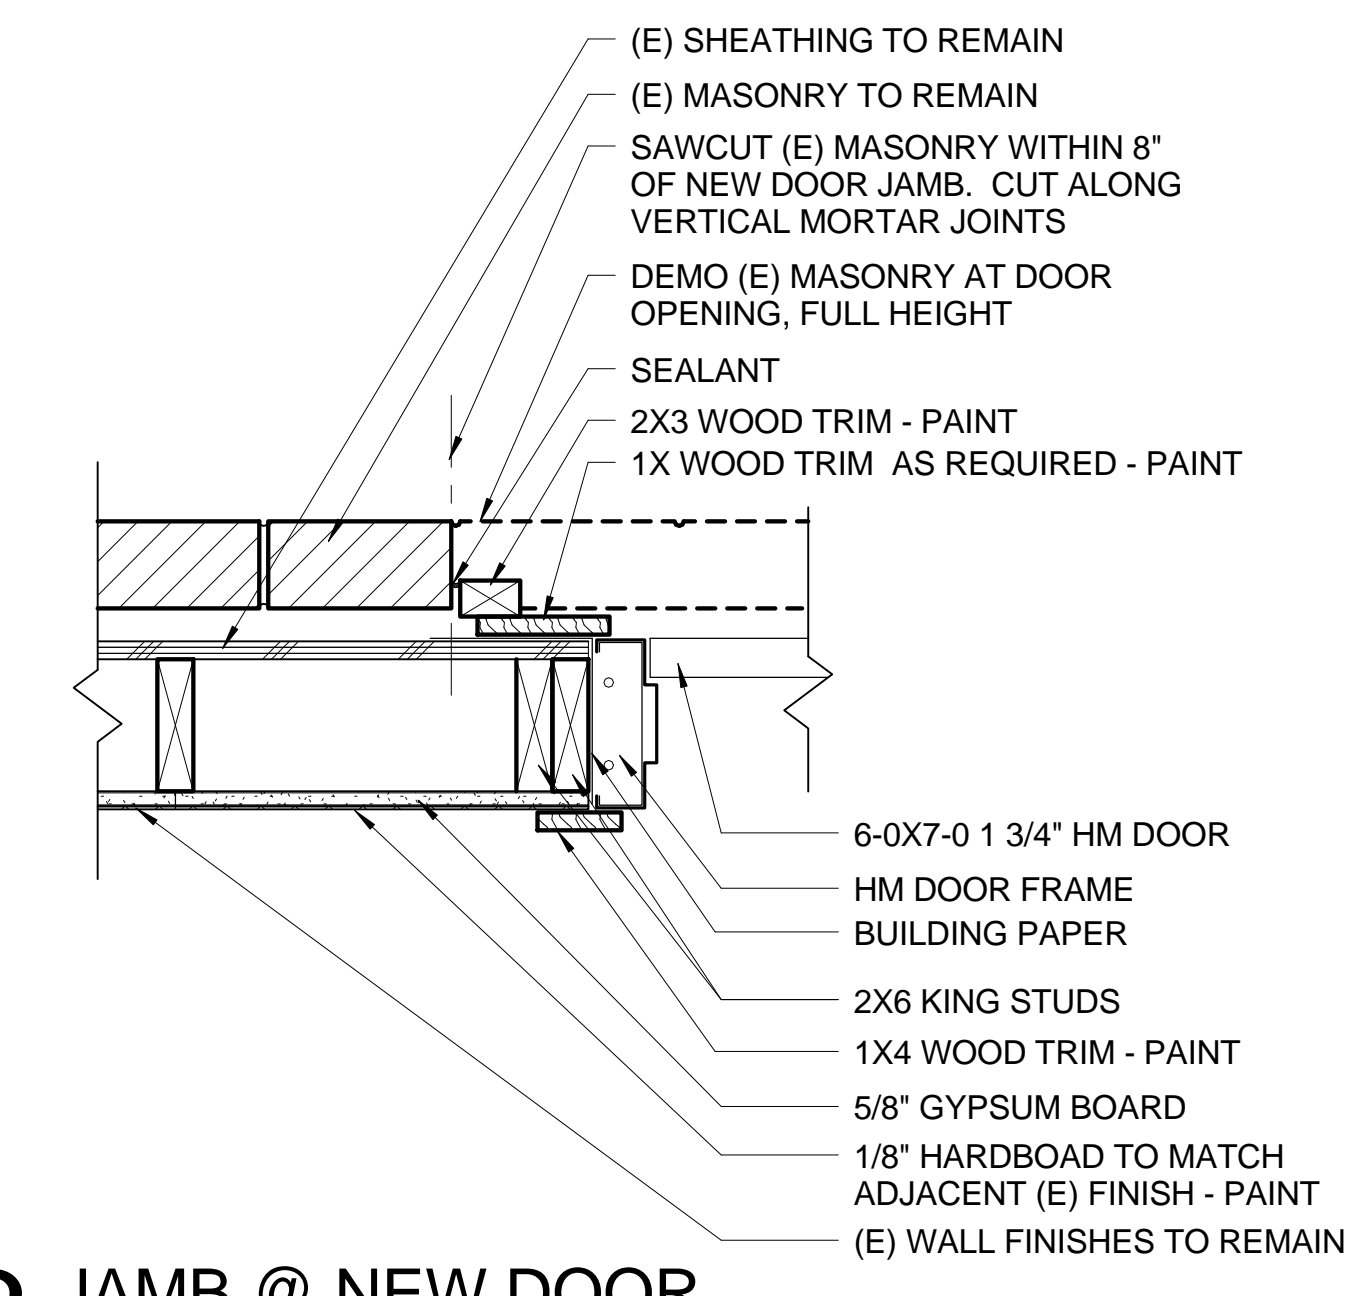 (E) SHEATHING TO REMAIN
(E) MASONRY TO REMAIN
SAWCUT (E) MASONRY WITHIN 8"
OF NEW DOOR JAMB. CUT ALONG
VERTICAL MORTAR JOINTS
DEMO (E) MASONRY AT DOOR
OPENING, FULL HEIGHT
SEALANT
2X3 WOOD TRIM - PAINT
1X WOOD TRIM AS REQUIRED - PAINT
6-0X7-0 1 3/4" HM DOOR
HM DOOR FRAME
BUILDING PAPER
2X6 KING STUDS
1X4 WOOD TRIM - PAINT
5/8" GYPSUM BOARD
1/8" HARDBOAD TO MATCH
ADJACENT (E) FINISH - PAINT
(E) WALL FINISHES TO REMAIN
JAMB @ NEW DOOR